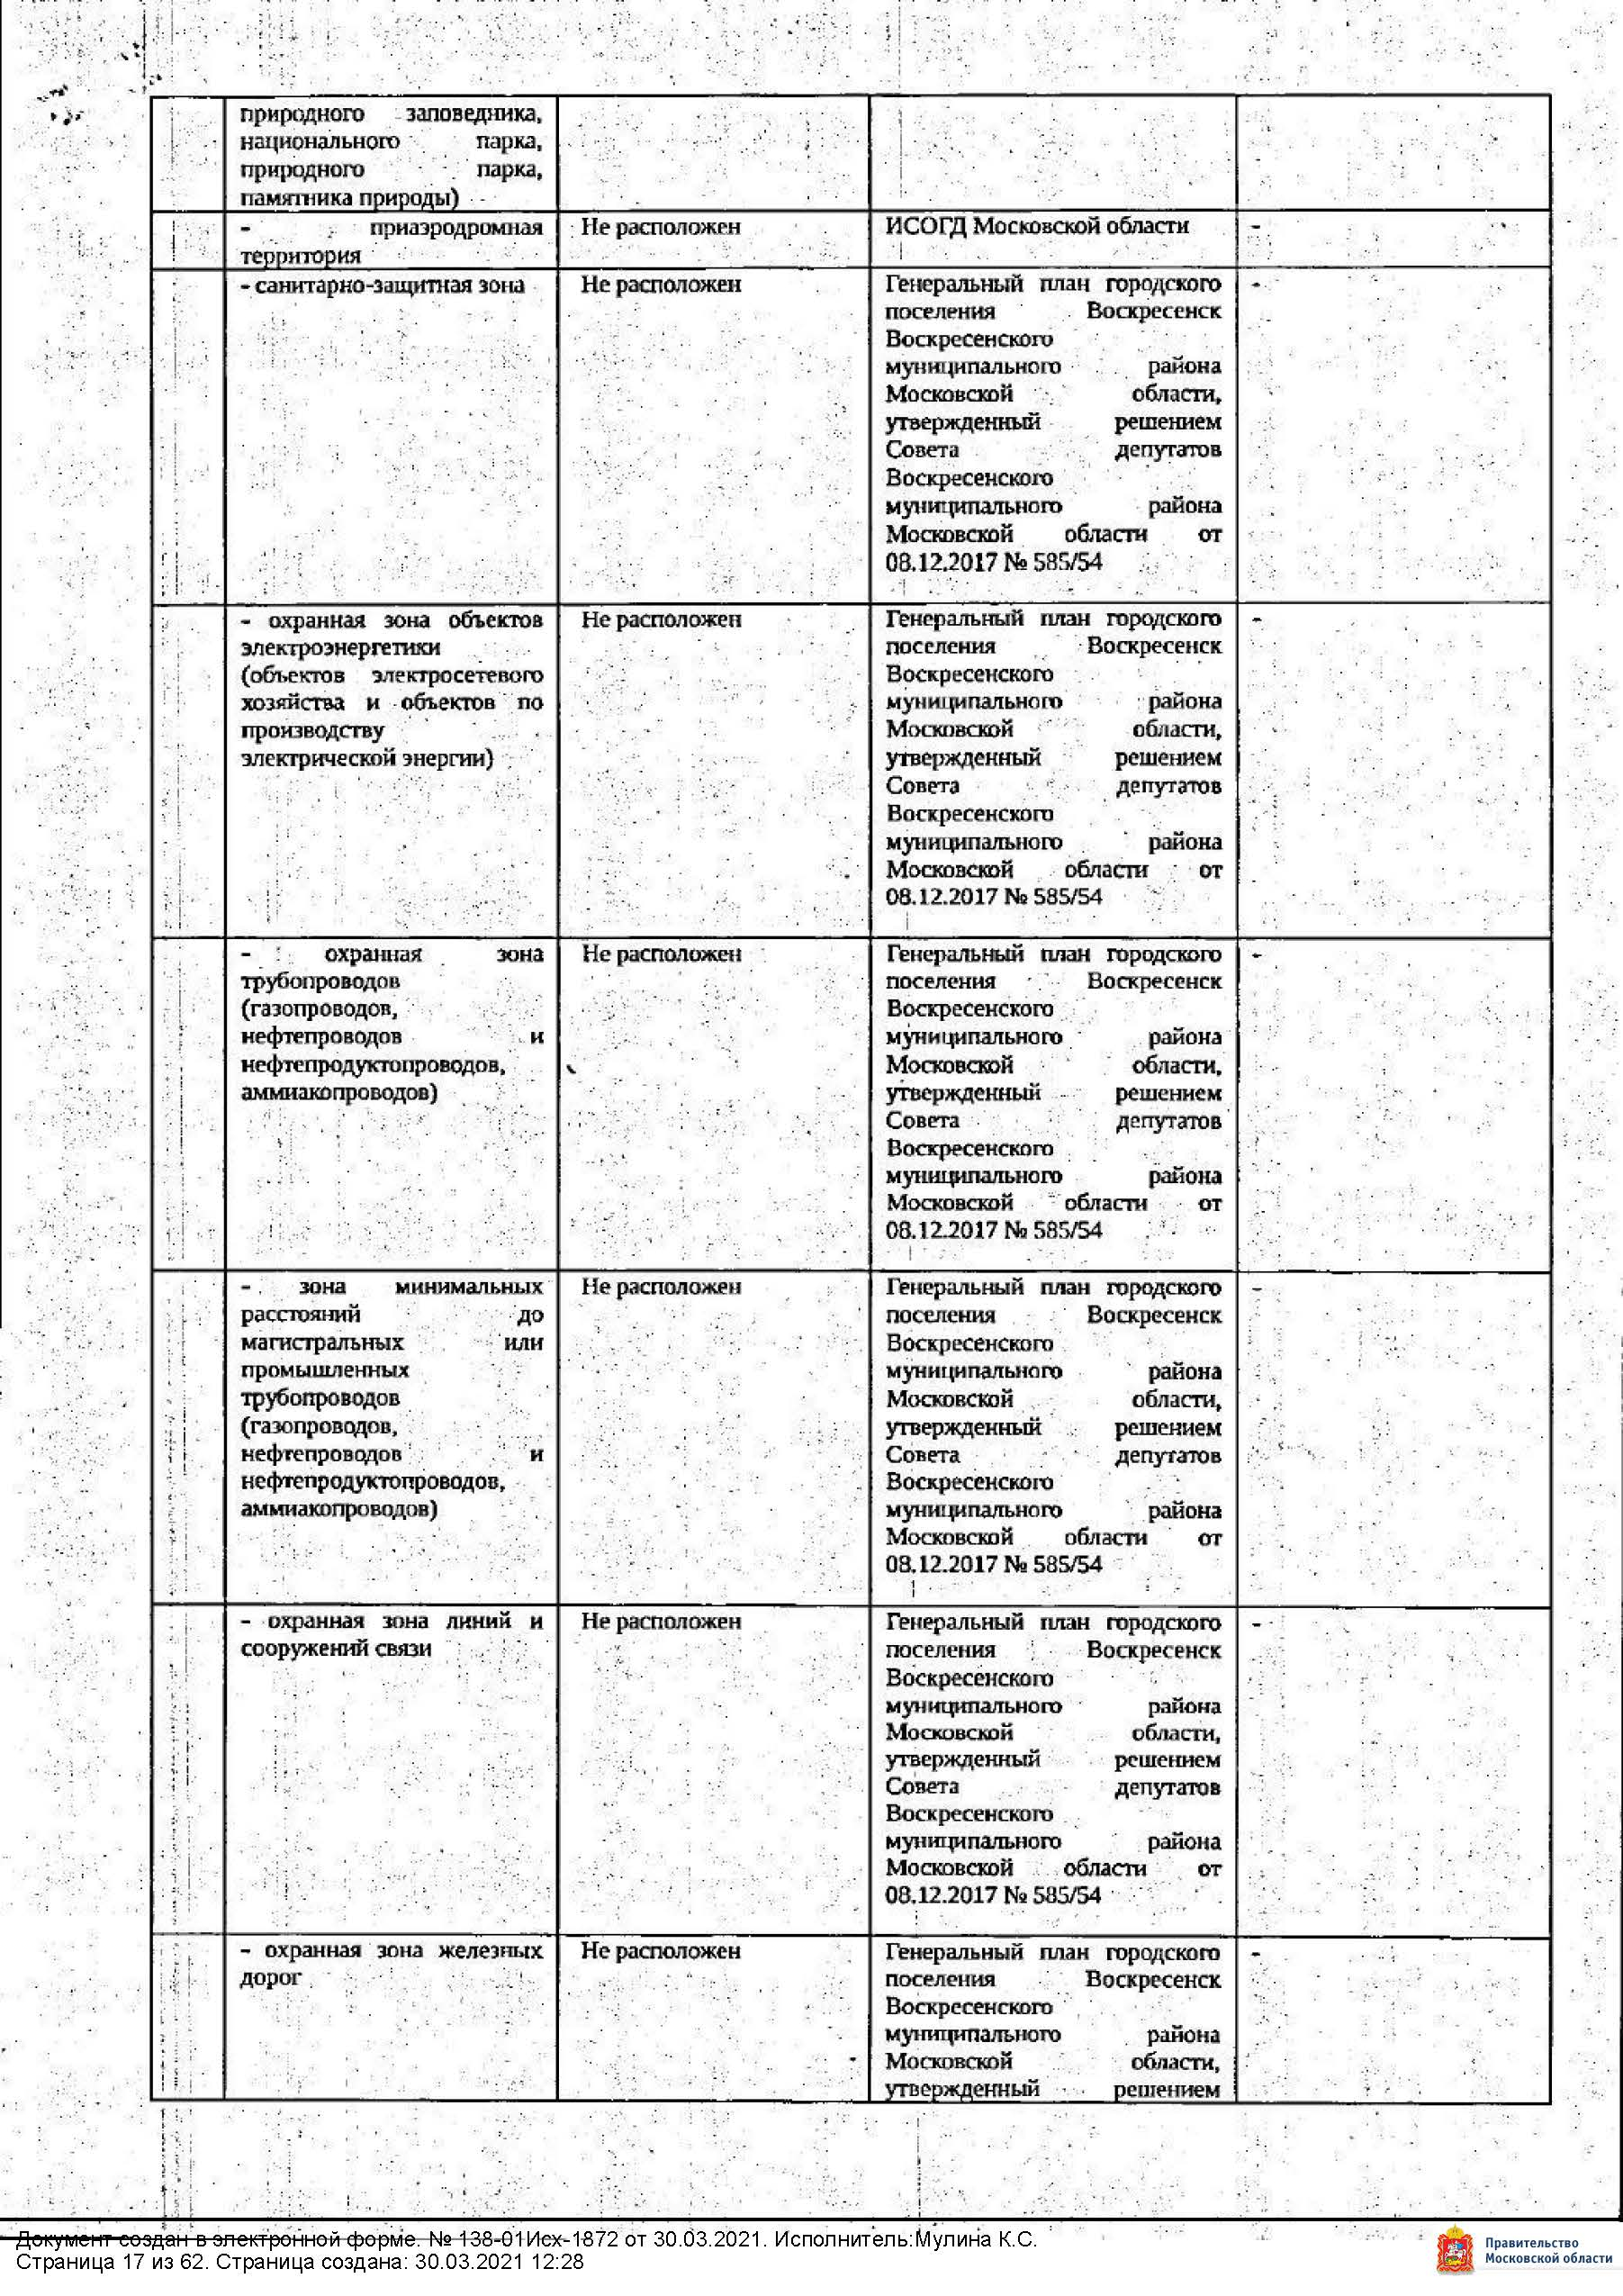 природного заповедника,
национального парка,
природного парка,
памятника природы)
- приаэродромная
территория
Не расположен
ИСОГД Московской области
-
- санитарно-защитная зона
Не расположен
Генеральный план городского
поселения Воскресенск
Воскресенского
муниципального района
Московской области,
утвержденный решением
Совета депутатов
Воскресенского
муниципального района
Московской области от
08.12.2017 № 585/54
-
- охранная зона объектов
электроэнергетики
(объектов электросетевого
хозяйства и объектов по
производству
электрической энергии)
Не расположен
Генеральный план городского
поселения Воскресенск
Воскресенского
муниципального района
Московской области,
утвержденный решением
Совета депутатов
Воскресенского
муниципального района
Московской области от
08.12.2017 № 585/54
-
- охранная зона
трубопроводов
(газопроводов,
нефтепроводов и
нефтепродуктопроводов,
аммиакопроводов)
Не расположен
Генеральный план городского
поселения Воскресенск
Воскресенского
муниципального района
Московской области,
утвержденный решением
Совета депутатов
Воскресенского
муниципального района
Московской области от
08.12.2017 № 585/54
-
- зона минимальных
расстояний до
магистральных или
промышленных
трубопроводов
(газопроводов,
нефтепроводов и
нефтепродуктопроводов,
аммиакопроводов)
Не расположен
Генеральный план городского
поселения Воскресенск
Воскресенского
муниципального района
Московской области,
утвержденный решением
Совета депутатов
Воскресенского
муниципального района
Московской области от
08.12.2017 № 585/54
-
- охранная зона линий и
сооружений связи
Не расположен
Генеральный план городского
поселения Воскресенск
Воскресенского
муниципального района
Московской области,
утвержденный решением
Совета депутатов
Воскресенского
муниципального района
Московской области от
08.12.2017 № 585/54
-
- охранная зона железных
дорог
Не расположен
Генеральный план городского
поселения Воскресенск
Воскресенского
муниципального района
Московской области,
утвержденный решением
-
Документ создан в электронной форме. № 138-01Исх-1872 от 30.03.2021. Исполнитель:Мулина К.С.
Страница 17 из 62. Страница создана: 30.03.2021 12:28
Правительство
Московской области